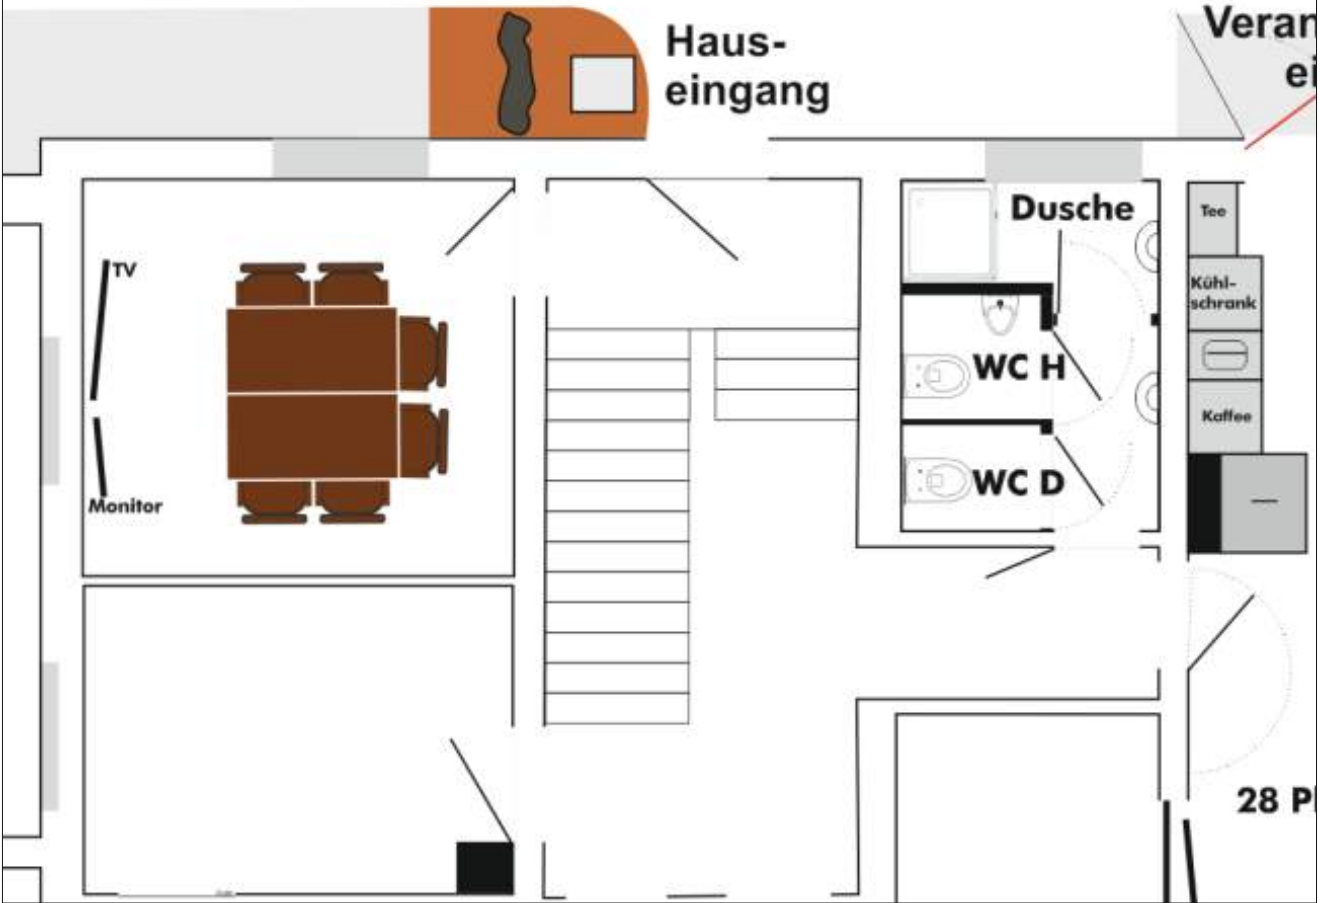 Haus-
eingang
Veran
ei
Dusche
Tee
TV
Kühl-
schrank
WC H
Kaffee
WC D
Monitor
28 Pl